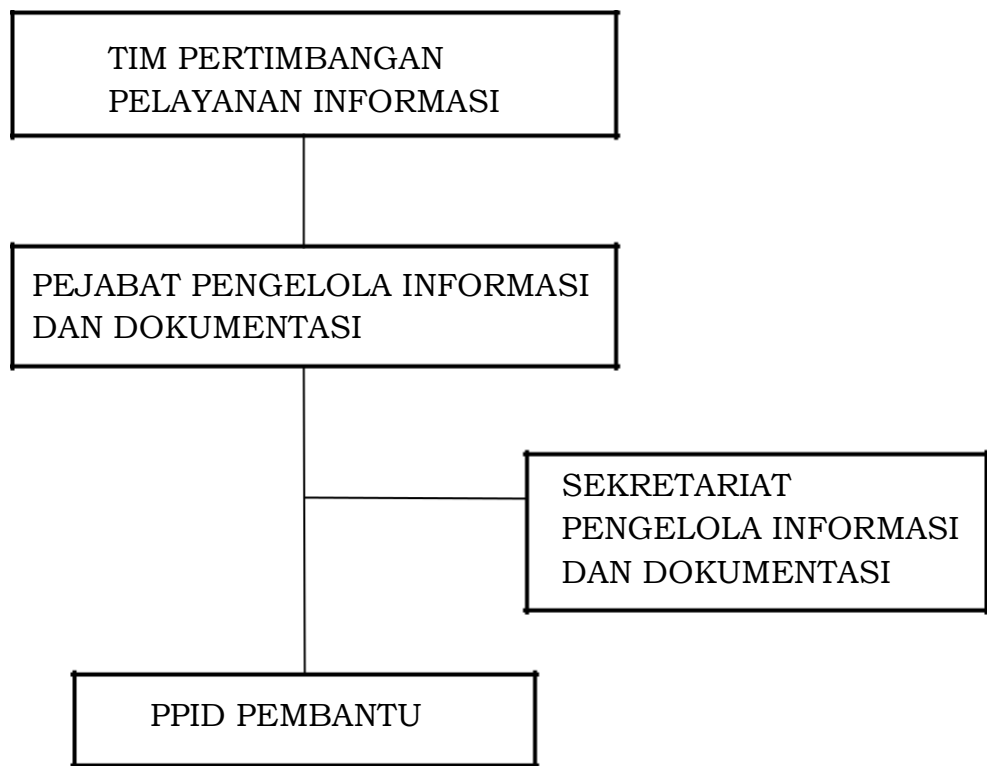 TIM PERTIMBANGAN
PELAYANAN INFORMASI
PEJABAT PENGELOLA INFORMASI
DAN DOKUMENTASI
SEKRETARIAT
PENGELOLA INFORMASI
DAN DOKUMENTASI
PPID PEMBANTU